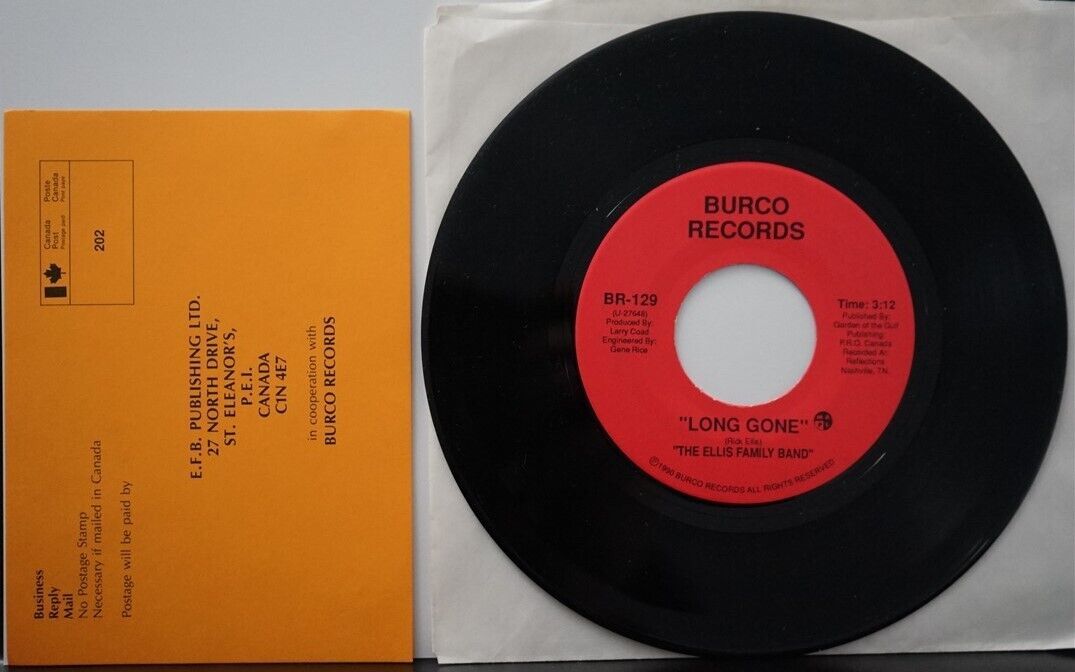 Canada
Post
Postage paid
Poste
Canada
Port payé
202
E.F.B. PUBLISHING LTD.
27 NORTH DRIVE,
ST. ELEANOR'S,
P.E.I.
CANADA
C1N 4E7
in cooperation with
BURCO RECORDS
Business
Reply
Mail
No Postage Stamp
Necessary if mailed in Canada
Postage will be paid by
BURCO
RECORDS
BR-129
(U-27648)
Produced By:
Larry Coad
Engineered By:
Gene Rice
Time: 3:12
Published By:
Garden of the Gulf
Publishing
P.R.O. Canada
Recorded At:
Reflections
Nashville, TN.
"LONG GONE"
(Rick Ellis)
"THE ELLIS FAMILY BAND"
℗1990 BURCO RECORDS ALL RIGHTS RESERVED